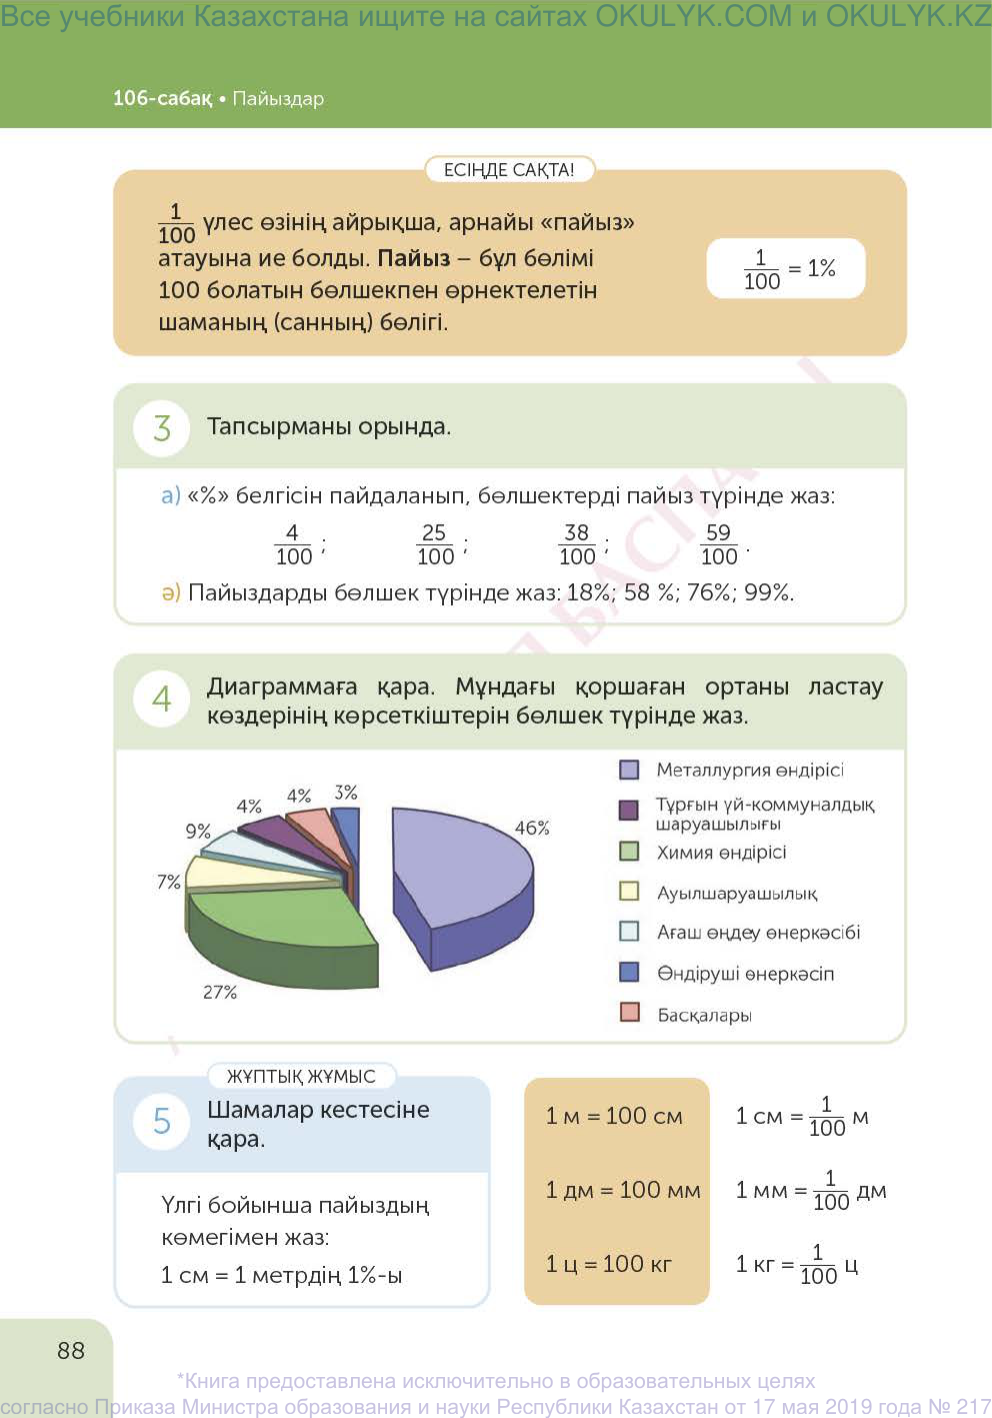 Все учебники Казахстана ищите на сайтах OKULYK.COM и OKULYK.KZ
106-сабақ • Пайыздар
ЕСІҢДЕ САҚТА!
1/100 үлес өзінің айрықша, арнайы «пайыз»
атауына ие болды. Пайыз – бұл бөлімі
100 болатын бөлшекпен өрнектелетін
шаманың (санның) бөлігі.
1/100 = 1%
3 Тапсырманы орында.
а) «%» белгісін пайдаланып, бөлшектерді пайыз түрінде жаз:
4/100 ; 25/100 ; 38/100 ; 59/100 .
ә) Пайыздарды бөлшек түрінде жаз: 18%; 58 %; 76%; 99%.
4 Диаграммаға қара. Мұндағы қоршаған ортаны ластау
көздерінің көрсеткіштерін бөлшек түрінде жаз.
3%
4%
4%
9%
7%
27%
46%
Металлургия өндірісі
Тұрғын үй-коммуналдық
шаруашылығы
Химия өндірісі
Ауылшаруашылық
Ағаш өңдеу өнеркәсібі
Өндіруші өнеркәсіп
Басқалары
ЖҰПТЫҚ ЖҰМЫС
5 Шамалар кестесіне
қара.
Үлгі бойынша пайыздың
көмегімен жаз:
1 см = 1 метрдің 1%-ы
1 м = 100 см 1 см = 1/100 м
1 дм = 100 мм 1 мм = 1/100 дм
1 ц = 100 кг 1 кг = 1/100 ц
88
*Книга предоставлена исключительно в образовательных целях
согласно Приказа Министра образования и науки Республики Казахстан от 17 мая 2019 года № 217